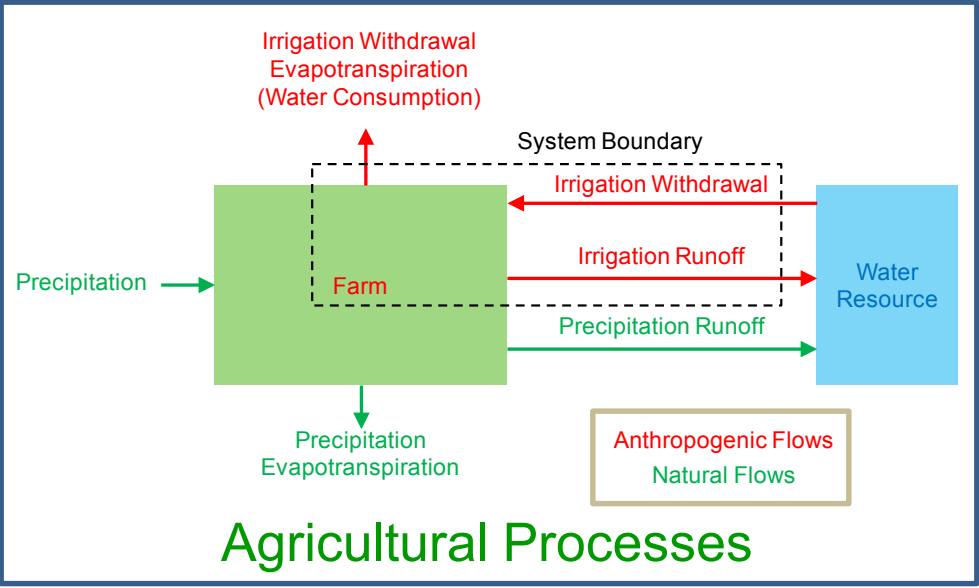 Irrigation Withdrawal
Evapotranspiration
(Water Consumption)
System Boundary
Irrigation Withdrawal
Irrigation Runoff
Precipitation
Farm
Water
Resource
Precipitation Runoff
Precipitation
Evapotranspiration
Anthropogenic Flows
Natural Flows
Agricultural Processes